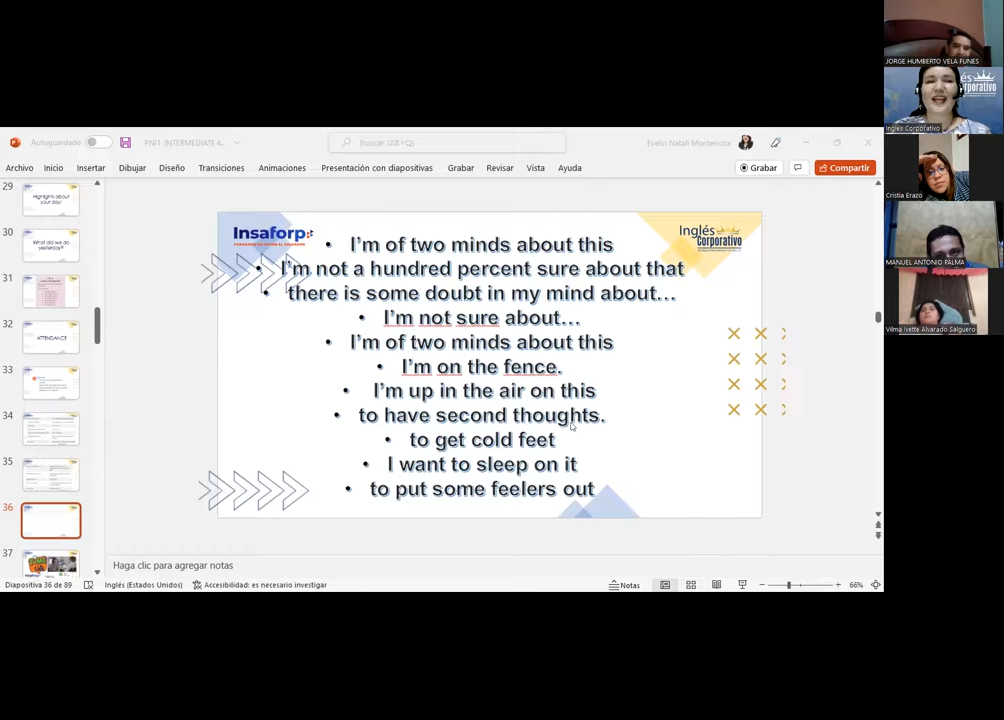 JORGE HUMBERTO VELA FUNES
Inglés Corporativo
Cristia Erazo
MANUEL ANTONIO PALMA
Vilma Ivette Alvarado Salguero
Autoguardado
PNIT INTERMEDIATE 4...
Buscar (Alt+Q)
Evelin Natali Monterroza
Archivo Inicio Insertar Dibujar Diseño Transiciones Animaciones Presentación con diapositivas Grabar Revisar Vista Ayuda
Grabar
Compartir
29
Highlights about your day!
30
What did we do yesterday?
31
32
ATTENDANCE
33
34
35
36
37
Insaforp
Inglés
Corporativo
• I'm of two minds about this
• I'm not a hundred percent sure about that
• there is some doubt in my mind about…
• I'm not sure about…
• I'm of two minds about this
• I'm on the fence.
• I'm up in the air on this
• to have second thoughts.
• to get cold feet
• I want to sleep on it
• to put some feelers out
Haga clic para agregar notas
Diapositiva 36 de 89
Inglés (Estados Unidos)
Accesibilidad: es necesario investigar
Notas
66%